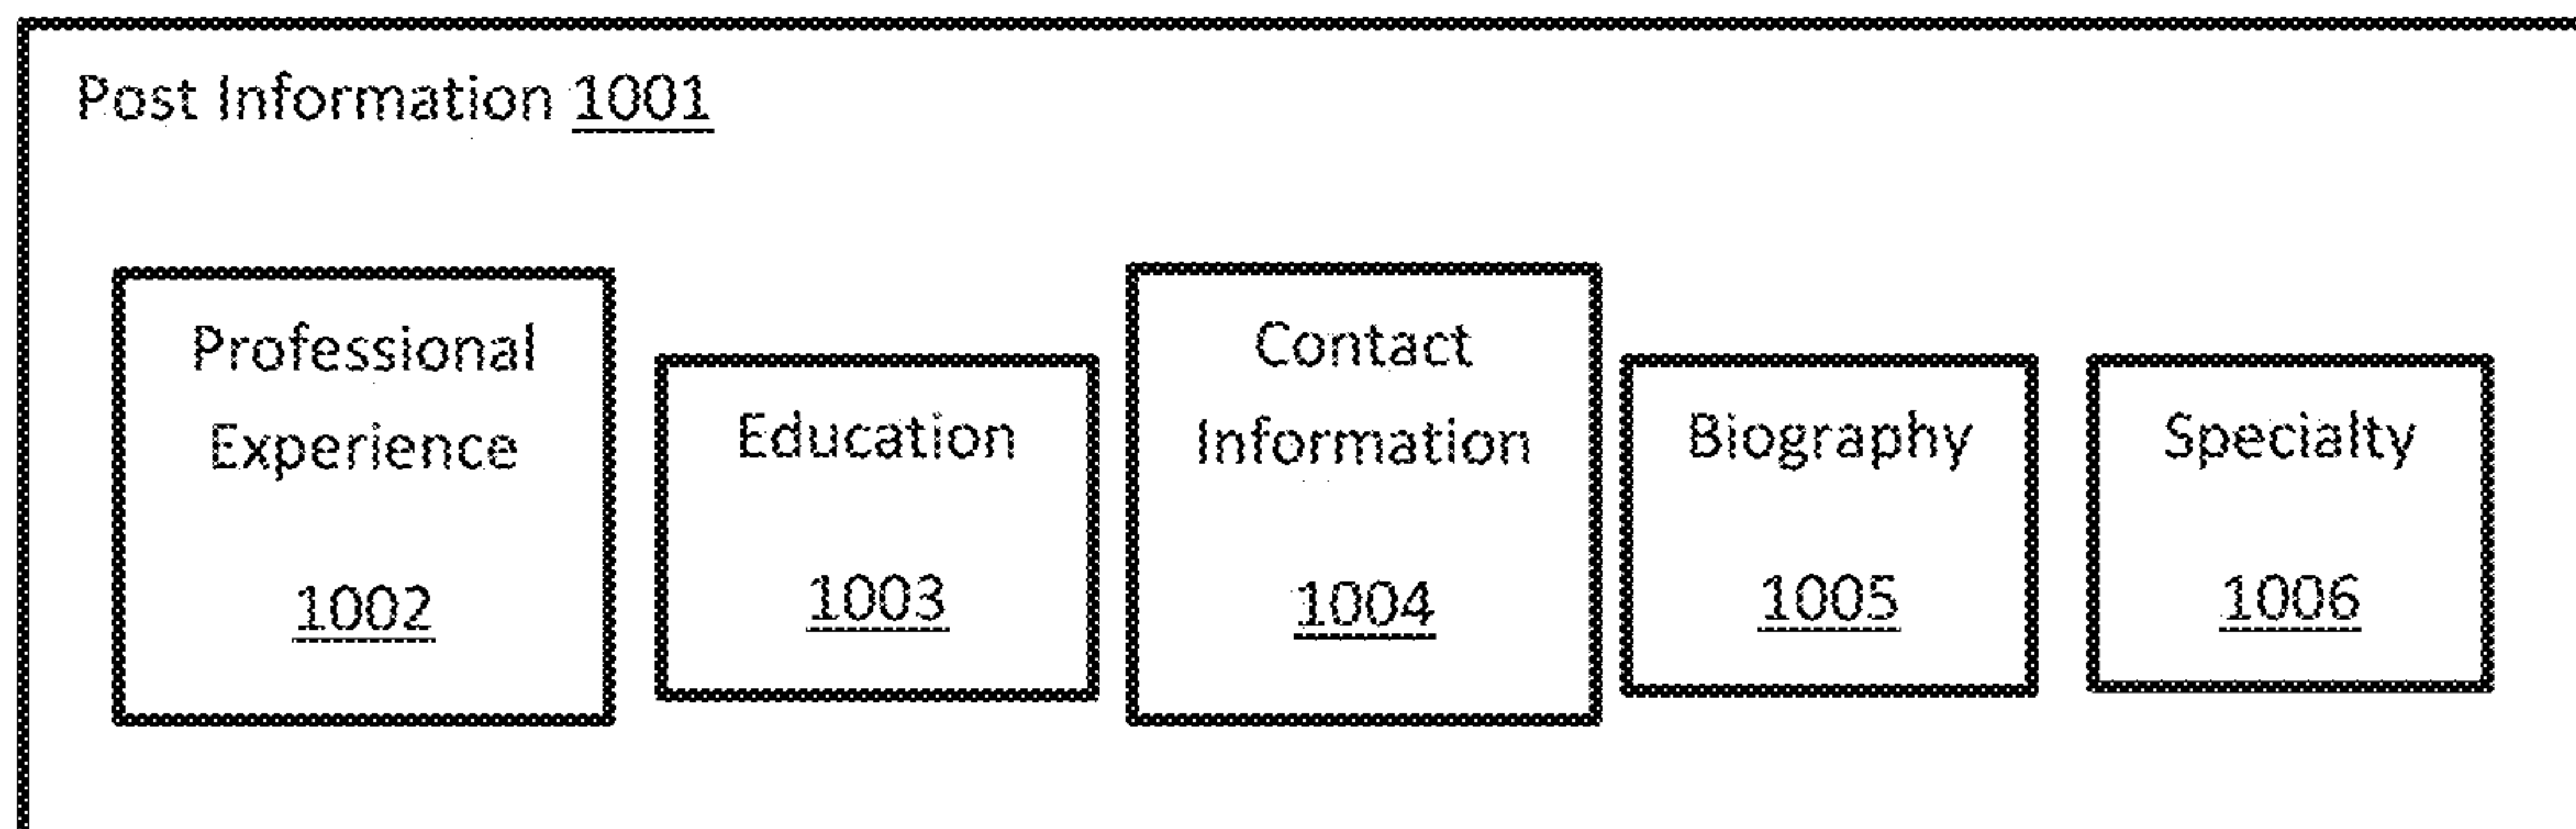 Post Information 1001
Professional
Experience
1002
Education
1003
Contact
Information
1004
Biography
1005
Specialty
1006